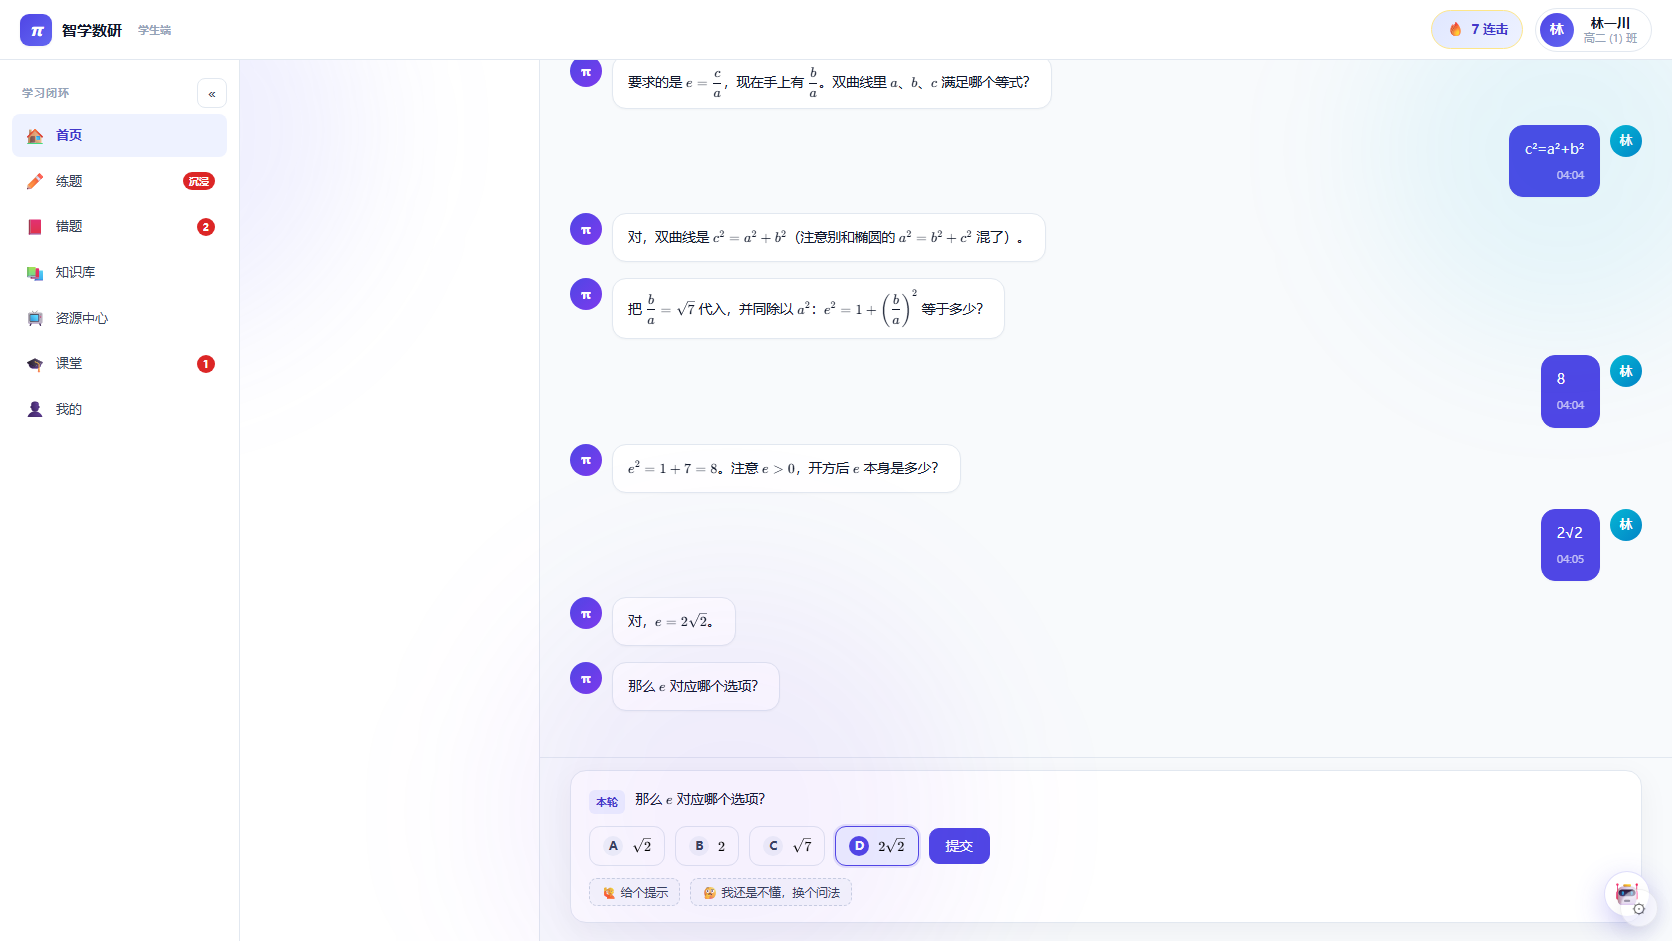 π 智学数研 学生端
7 连击
林 林一川
高二 (1) 班
学习闭环 «
首页
练题 沉浸
错题 2
知识库
资源中心
课堂 1
我的
π 要求的是 e = c/a，现在手上有 b/a。双曲线里 a、b、c 满足哪个等式？
c²=a²+b² 林
04:04
π 对，双曲线是 c² = a² + b²（注意别和椭圆的 a² = b² + c² 混了）。
π 把 b/a = √7 代入，并同除以 a²：e² = 1 + (b/a)² 等于多少？
8 林
04:04
π e² = 1 + 7 = 8。注意 e > 0，开方后 e 本身是多少？
2√2 林
04:05
π 对，e = 2√2。
π 那么 e 对应哪个选项？
本轮 那么 e 对应哪个选项？
A √2 B 2 C √7 D 2√2 提交
给个提示 我还是不懂，换个问法